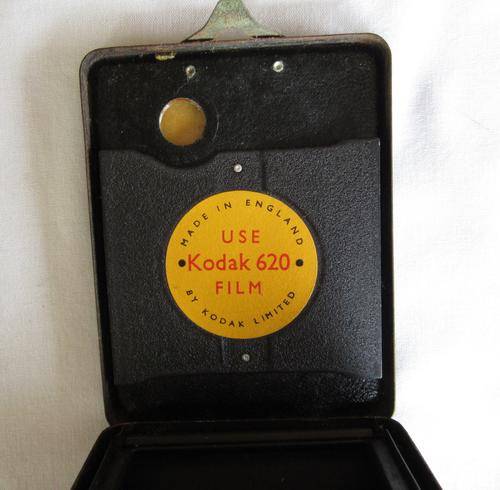 MADE IN ENGLAND
USE
Kodak 620
FILM
BY KODAK LIMITED